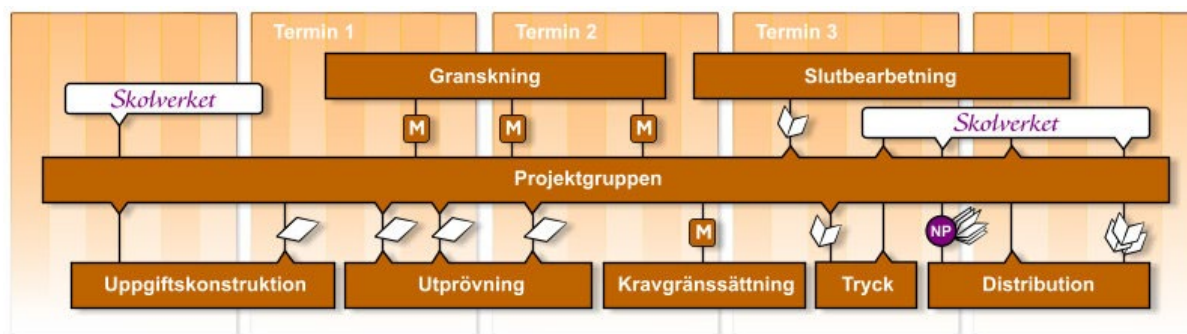 Termin 1
Termin 2
Termin 3
Granskning
Slutbearbetning
Skolverket
Skolverket
M
M
M
Projektgruppen
M
NP
Uppgiftskonstruktion
Utprövning
Kravgränssättning
Tryck
Distribution